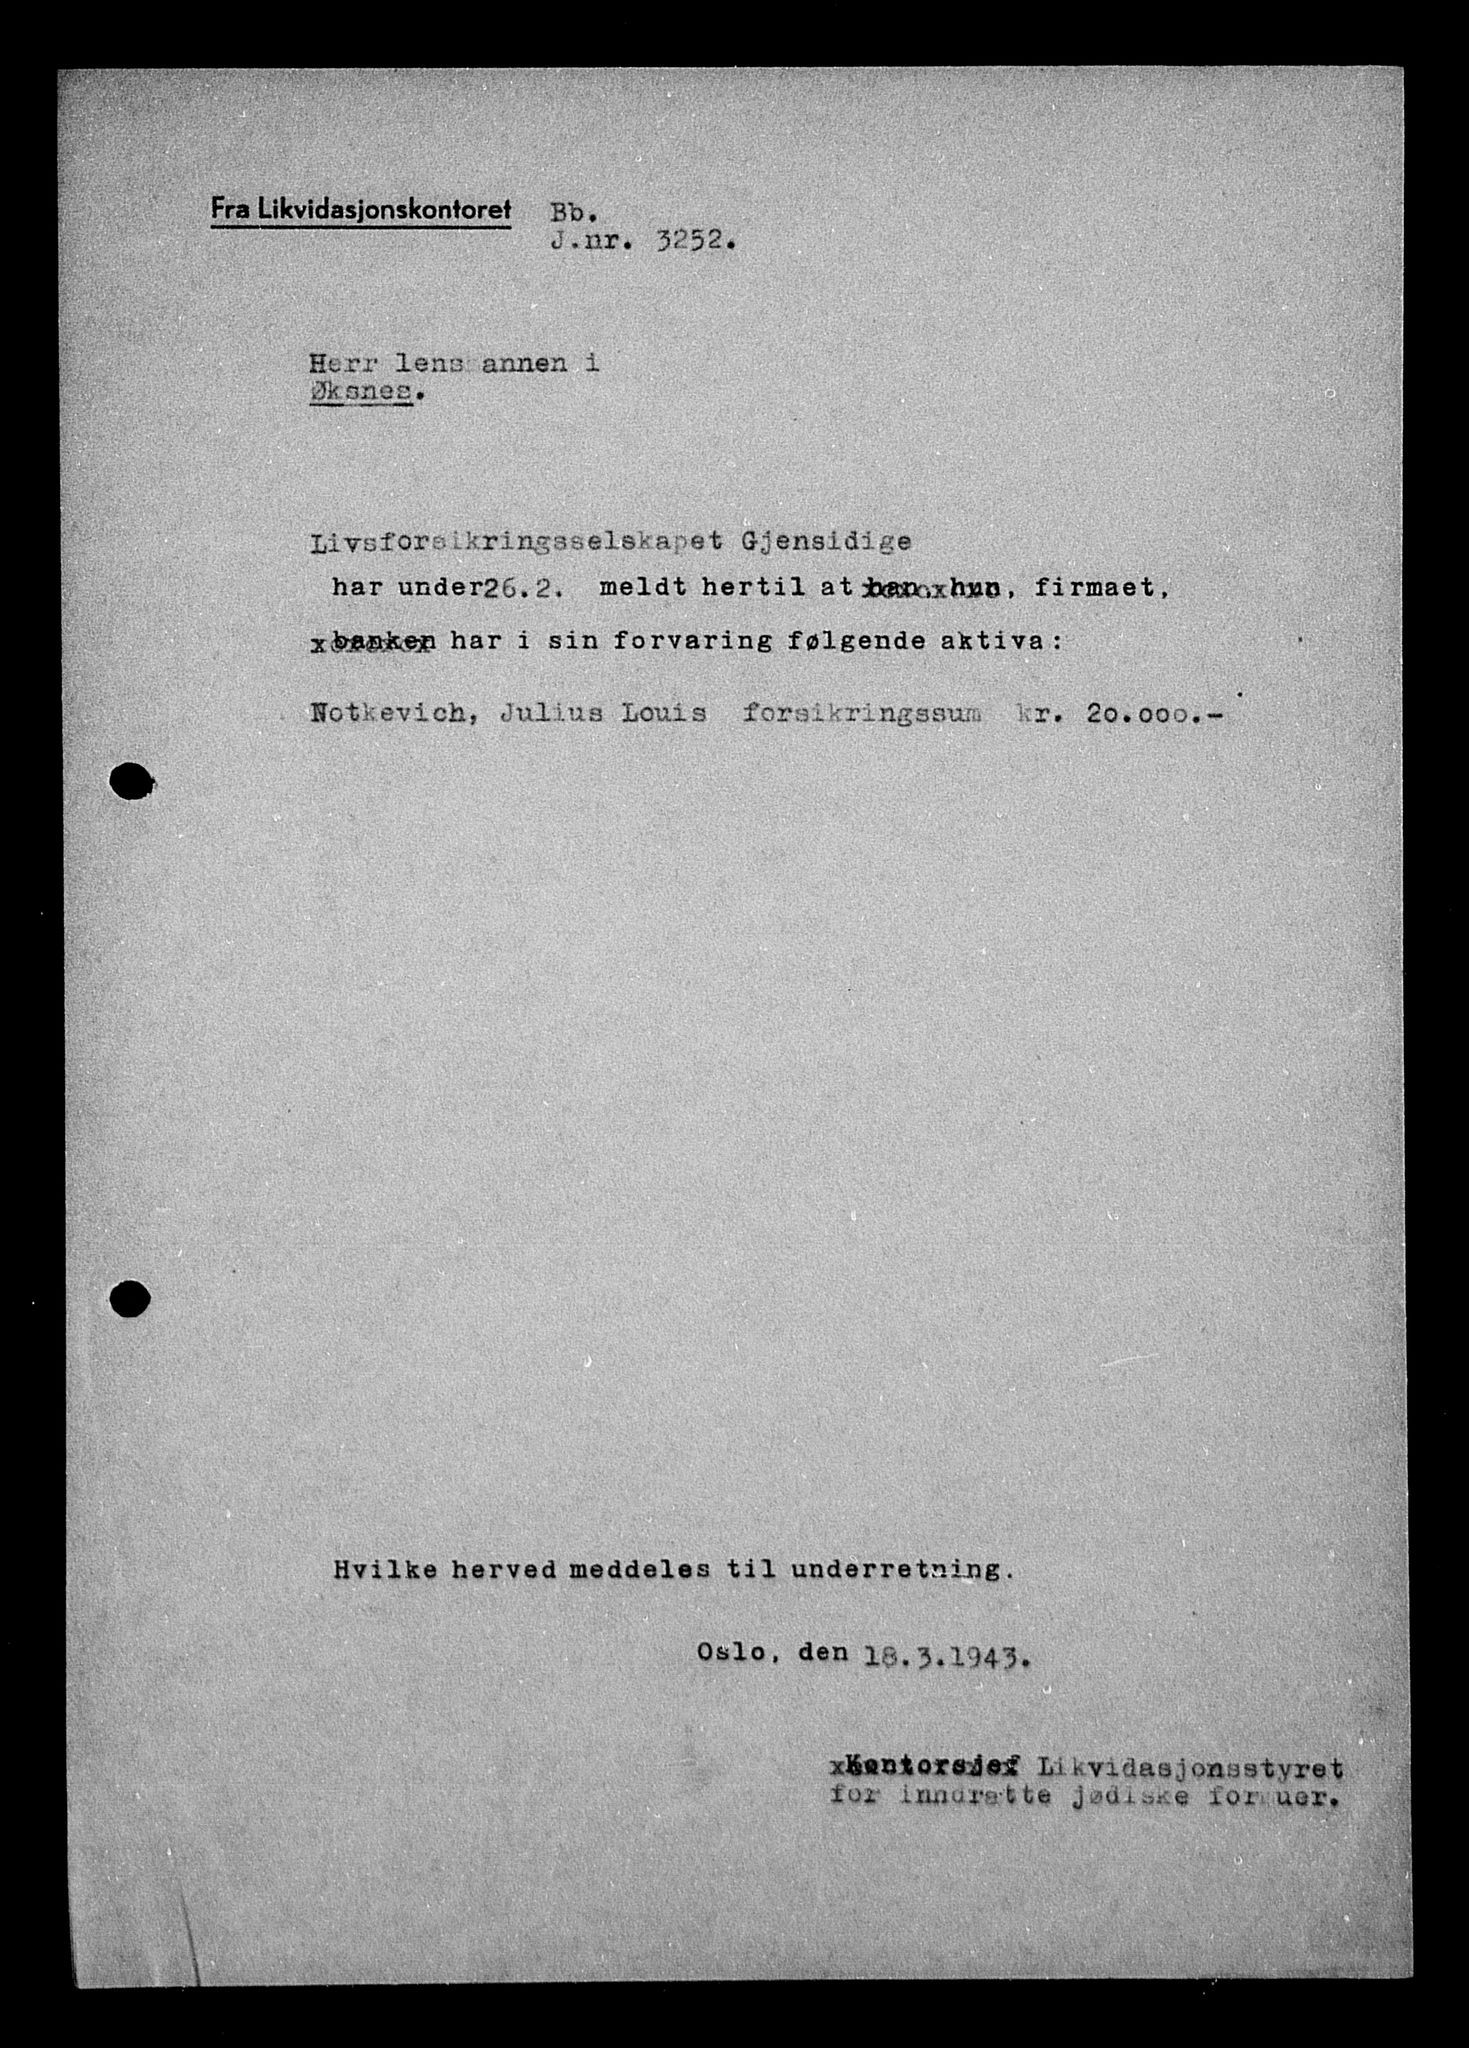 Fra Likvidasjonskontoret Bb.
J.nr. 3252.
Herr lens annen i
Øksnes.
Livsforsikringsselskapet Gjensidige
har under 26.2. meldt hertil at han, hun, firmaet,
banken har i sin forvaring følgende aktiva:
Notkevich, Julius Louis forsikringssum kr. 20.000.-
Hvilke herved meddeles til underretning.
Oslo, den 18.3.1943.
Kontorsjef Likvidasjonsstyret
for inndratte jødiske formuer.